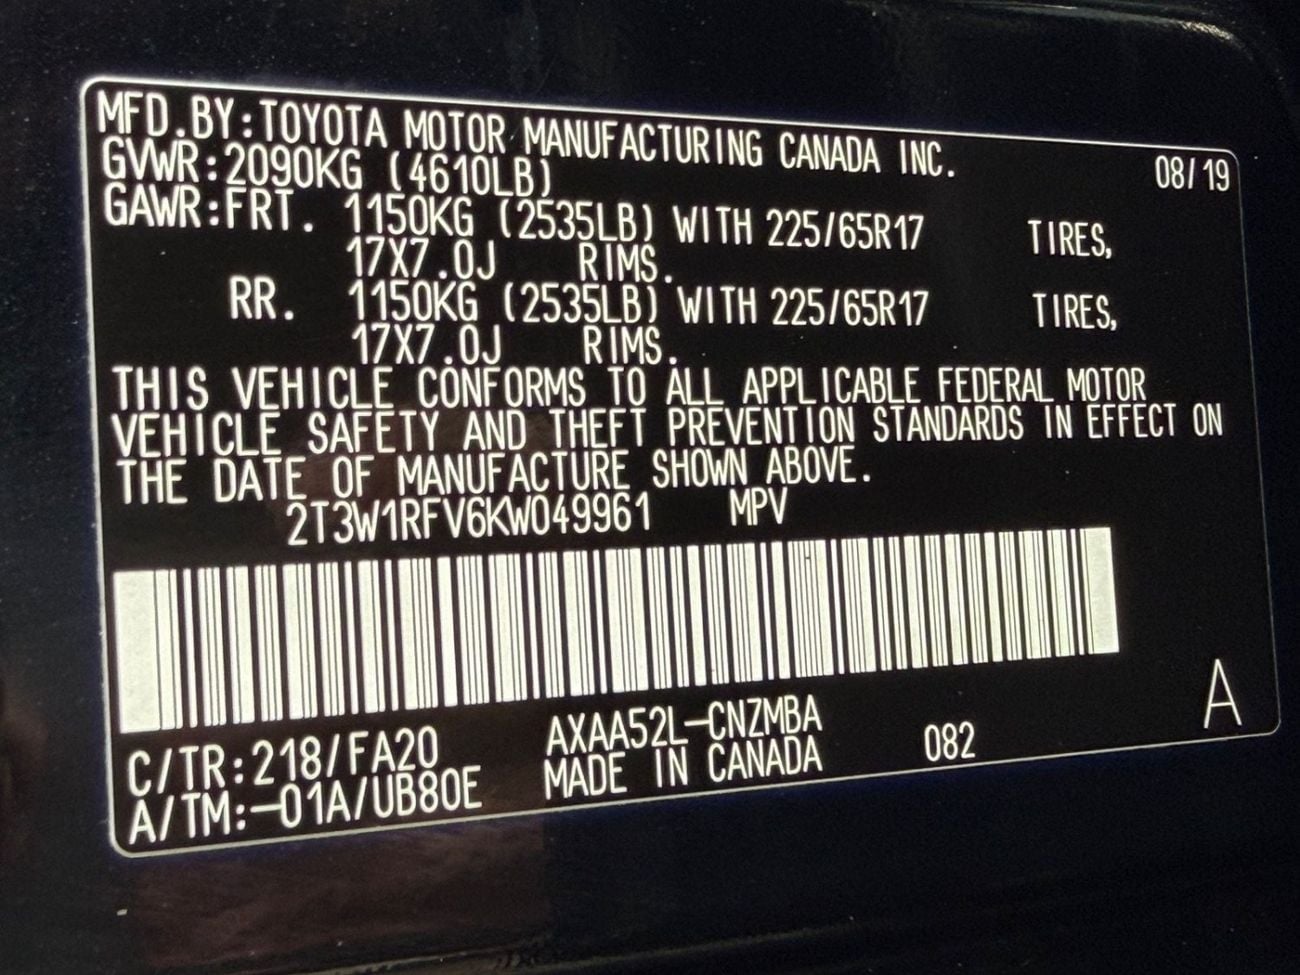 MFD.BY:TOYOTA MOTOR MANUFACTURING CANADA INC. 08/19
GVWR:2090KG (4610LB)
GAWR:FRT. 1150KG (2535LB) WITH 225/65R17 TIRES,
17X7.0J RIMS.
RR. 1150KG (2535LB) WITH 225/65R17 TIRES,
17X7.0J RIMS.
THIS VEHICLE CONFORMS TO ALL APPLICABLE FEDERAL MOTOR
VEHICLE SAFETY AND THEFT PREVENTION STANDARDS IN EFFECT ON
THE DATE OF MANUFACTURE SHOWN ABOVE.
2T3W1RFV6KW049961 MPV
C/TR:218/FA20 AXAA52L-CNZMBA 082 A
A/TM:-01A/UB80E MADE IN CANADA